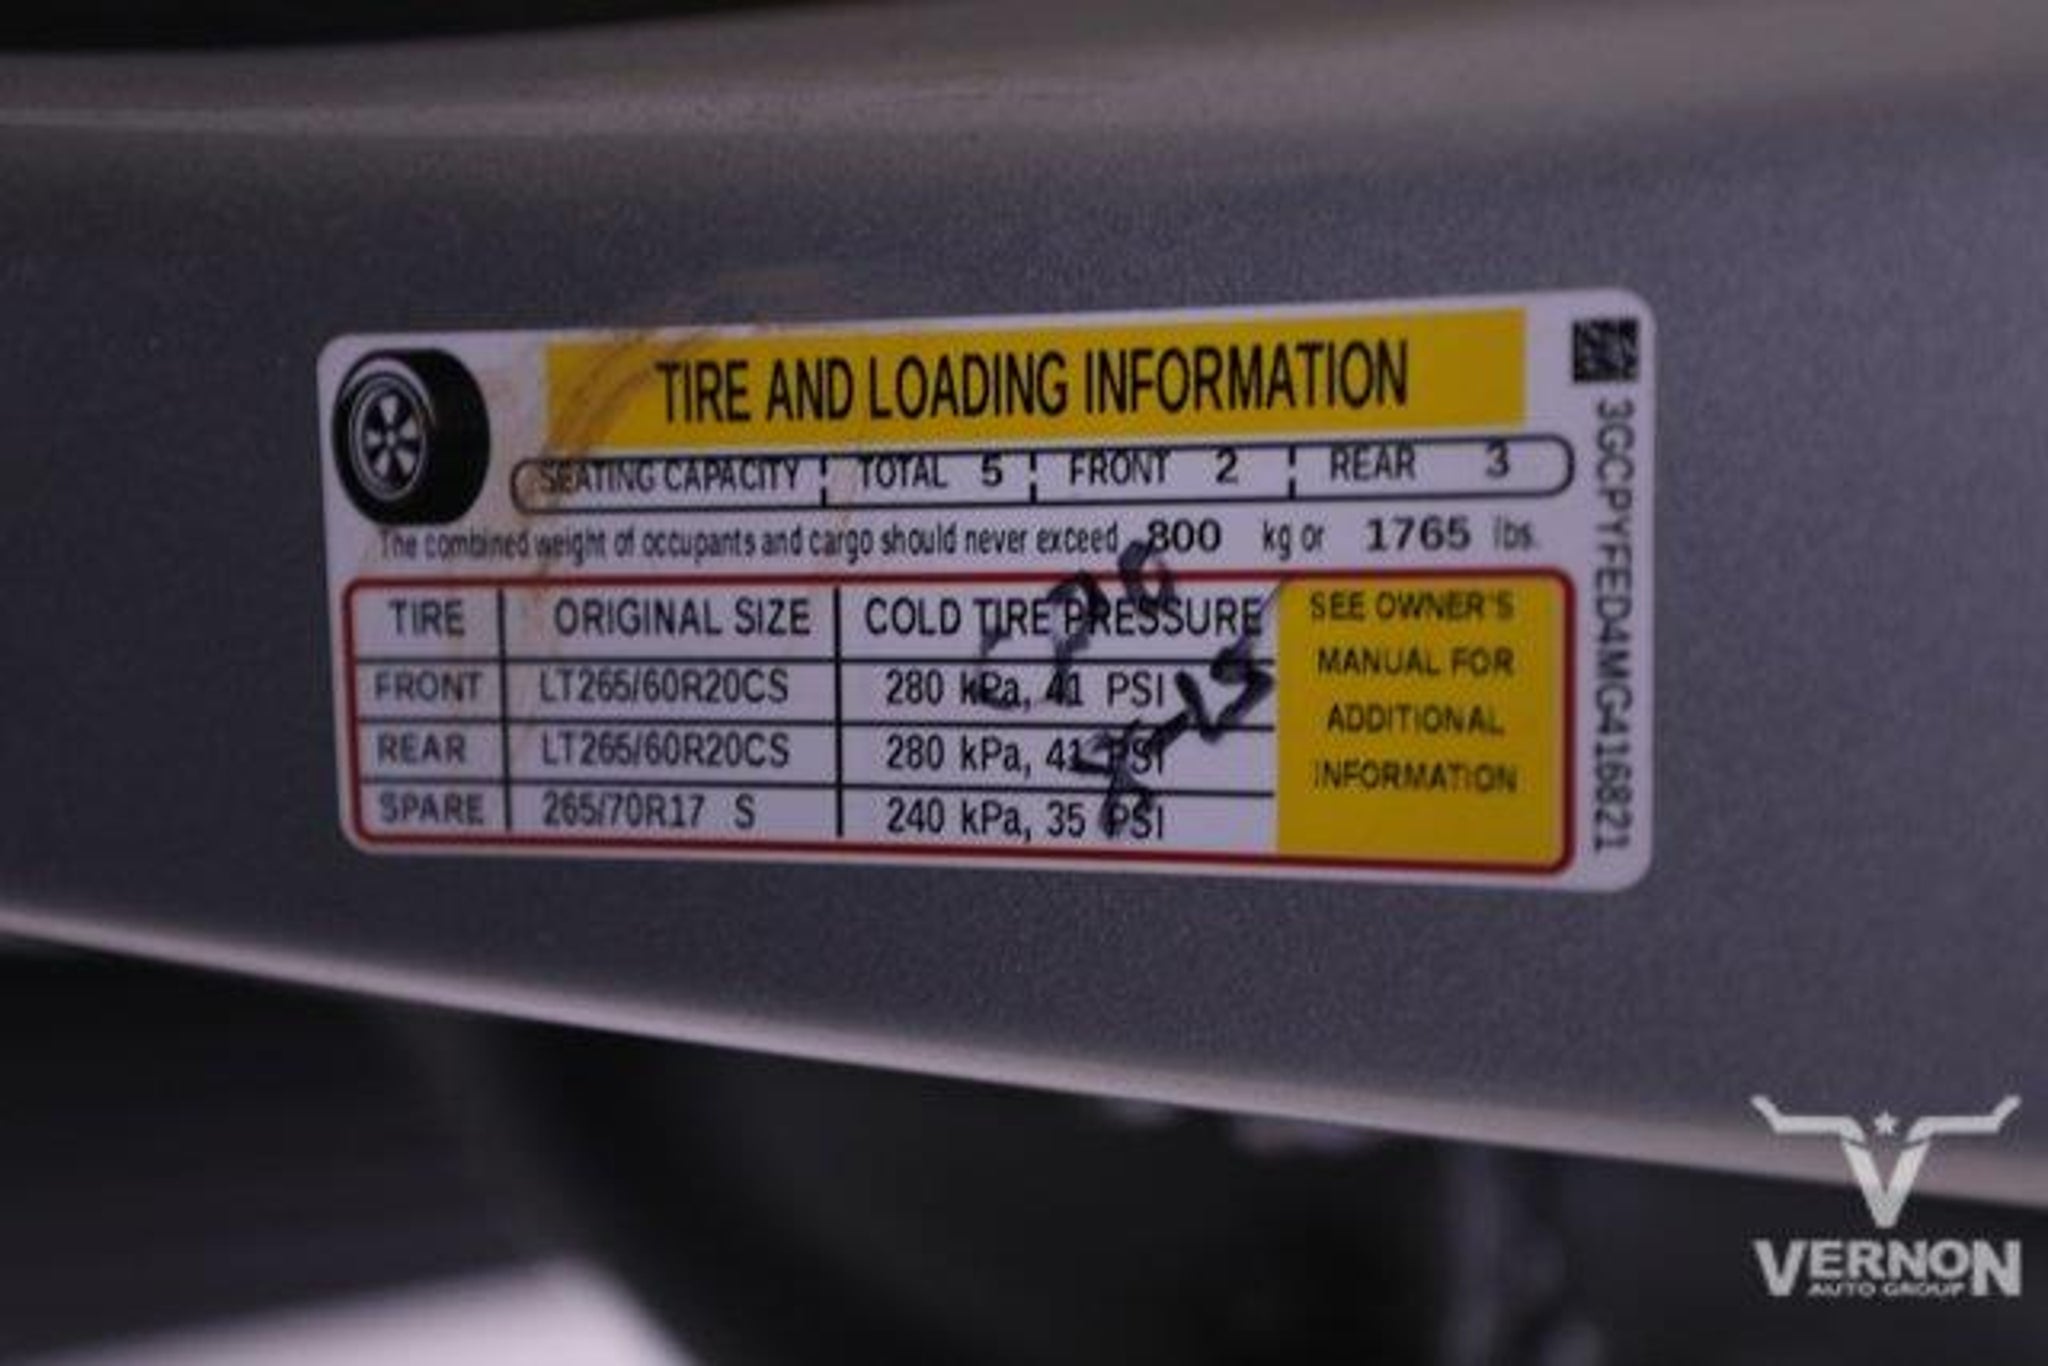 TIRE AND LOADING INFORMATION
SEATING CAPACITY TOTAL 5 FRONT 2 REAR 3
The combined weight of occupants and cargo should never exceed 800 kg or 1765 lbs.
TIRE ORIGINAL SIZE COLD TIRE PRESSURE
FRONT LT265/60R20CS 280 kPa, 41 PSI
REAR LT265/60R20CS 280 kPa, 41 PSI
SPARE 265/70R17 S 240 kPa, 35 PSI
SEE OWNER'S
MANUAL FOR
ADDITIONAL
INFORMATION
3GCPYFED4MG416821
VERNON
AUTO GROUP